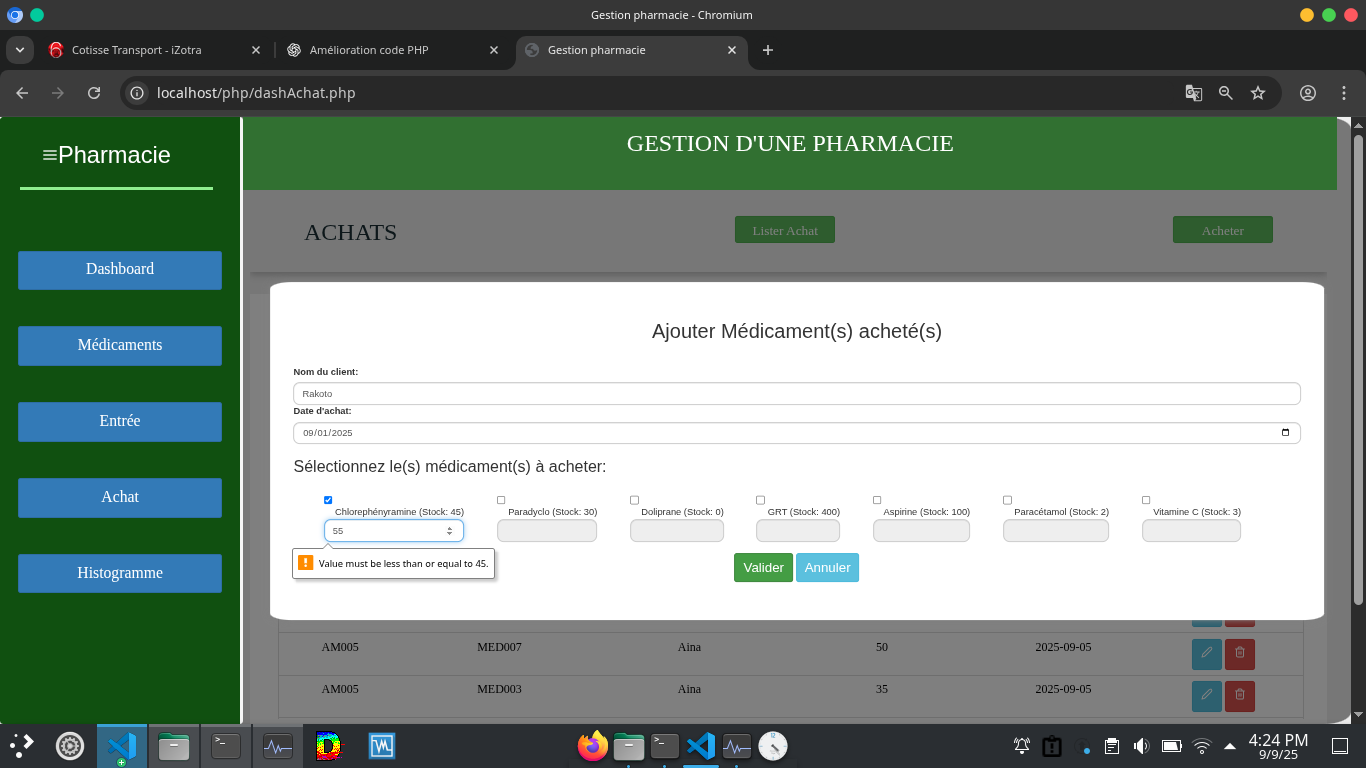 Gestion pharmacie - Chromium
Cotisse Transport - iZotra
Amélioration code PHP
Gestion pharmacie
localhost/php/dashAchat.php
Pharmacie
GESTION D'UNE PHARMACIE
ACHATS
Lister Achat
Acheter
Dashboard
Médicaments
Entrée
Achat
Histogramme
Ajouter Médicament(s) acheté(s)
Nom du client:
Rakoto
Date d'achat:
09/01/2025
Sélectionnez le(s) médicament(s) à acheter:
Chlorephényramine (Stock: 45)
Paradyclo (Stock: 30)
Doliprane (Stock: 0)
GRT (Stock: 400)
Aspirine (Stock: 100)
Paracétamol (Stock: 2)
Vitamine C (Stock: 3)
55
Value must be less than or equal to 45.
Valider
Annuler
AM005 MED007 Aina 50 2025-09-05
AM005 MED003 Aina 35 2025-09-05
4:24 PM
9/9/25